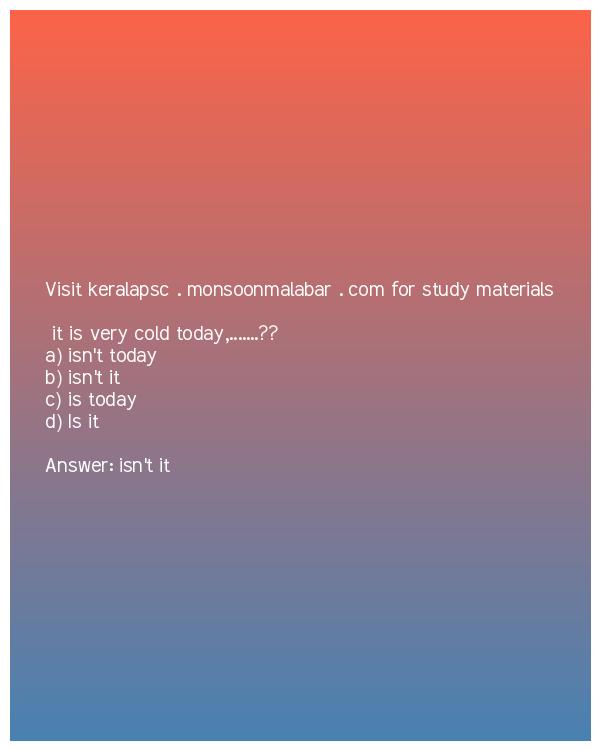 Visit keralapsc . monsoonmalabar . com for study materials
it is very cold today,.......??
a) isn't today
b) isn't it
c) is today
d) Is it
Answer: isn't it